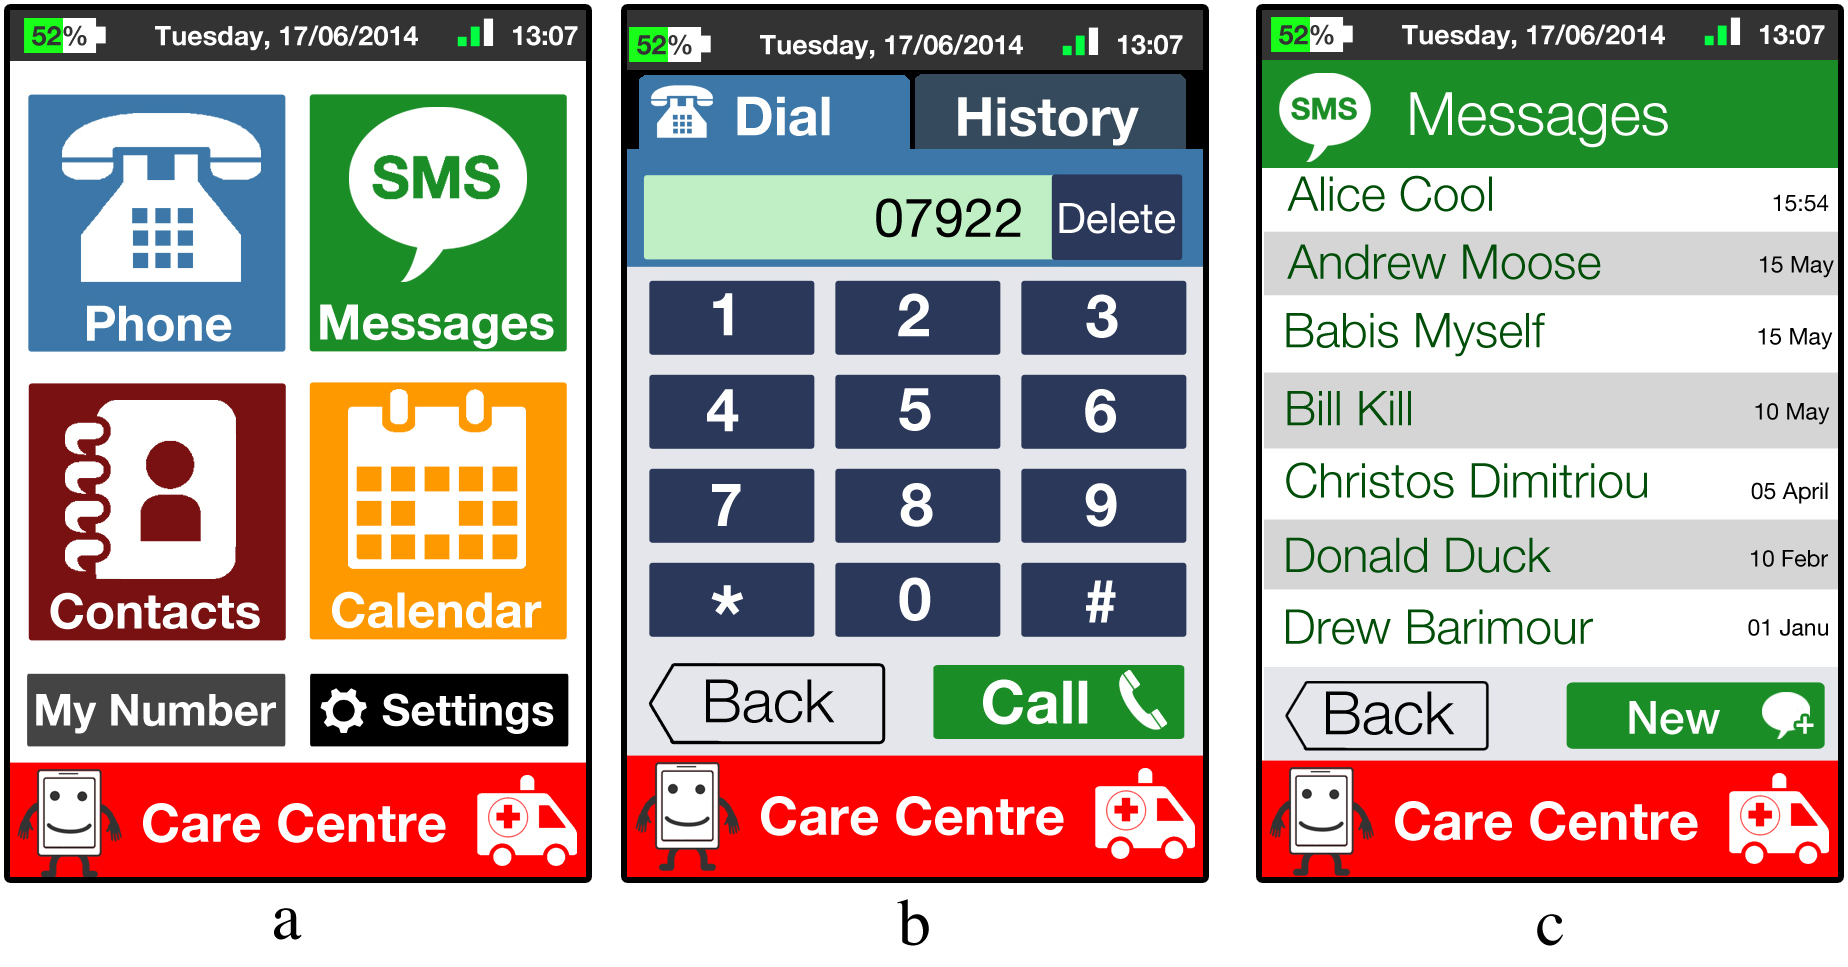 52% Tuesday, 17/06/2014 13:07
SMS
Phone Messages
Contacts Calendar
My Number Settings
Care Centre
a
52% Tuesday, 17/06/2014 13:07
Dial History
07922 Delete
1 2 3
4 5 6
7 8 9
* 0 #
Back Call
Care Centre
b
52% Tuesday, 17/06/2014 13:07
SMS Messages
Alice Cool 15:54
Andrew Moose 15 May
Babis Myself 15 May
Bill Kill 10 May
Christos Dimitriou 05 April
Donald Duck 10 Febr
Drew Barimour 01 Janu
Back New
Care Centre
c